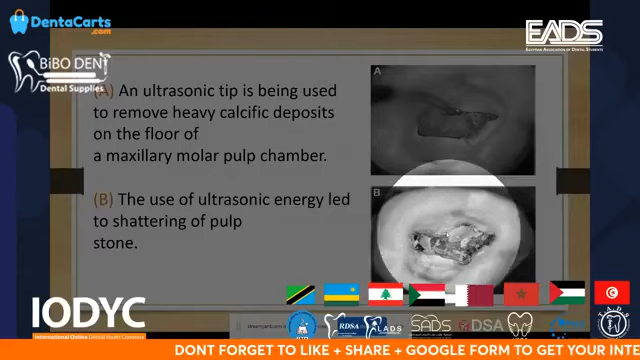 DentaCarts
.com
BiBO DENT
Dental Supplies
EADS
EGYPTIAN ASSOCIATION OF DENTAL STUDENTS
(A) An ultrasonic tip is being used
to remove heavy calcific deposits
on the floor of
a maxillary molar pulp chamber.
(B) The use of ultrasonic energy led
to shattering of pulp
stone.
A
B
IODYC
International Online Dental Youth Congress
RDSA
LADS
SADS
DSA
DONT FORGET TO LIKE + SHARE + GOOGLE FORM TO GET YOUR INTE